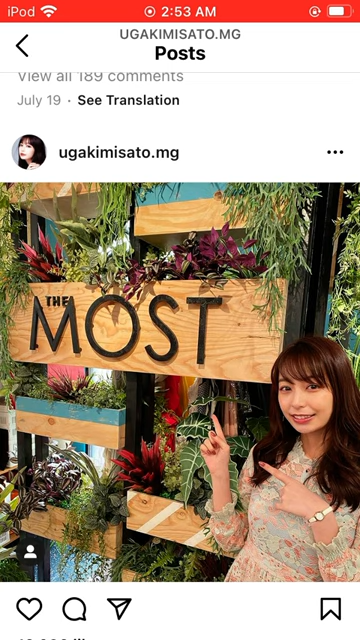 iPod 2:53 AM
UGAKIMISATO.MG
Posts
View all 189 comments
July 19 · See Translation
ugakimisato.mg
THE
MOST